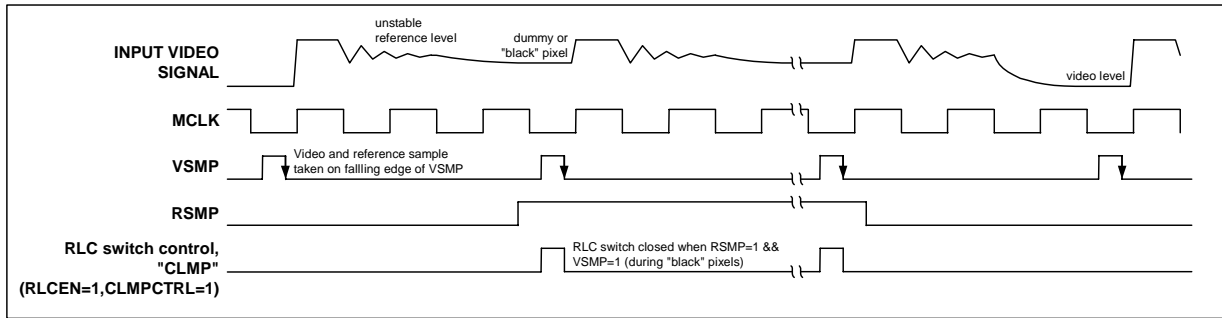 unstable
reference level
dummy or
"black" pixel
INPUT VIDEO
SIGNAL
video level
MCLK
VSMP
Video and reference sample
taken on fallling edge of VSMP
RSMP
RLC switch control,
"CLMP"
(RLCEN=1,CLMPCTRL=1)
RLC switch closed when RSMP=1 &&
VSMP=1 (during "black" pixels)